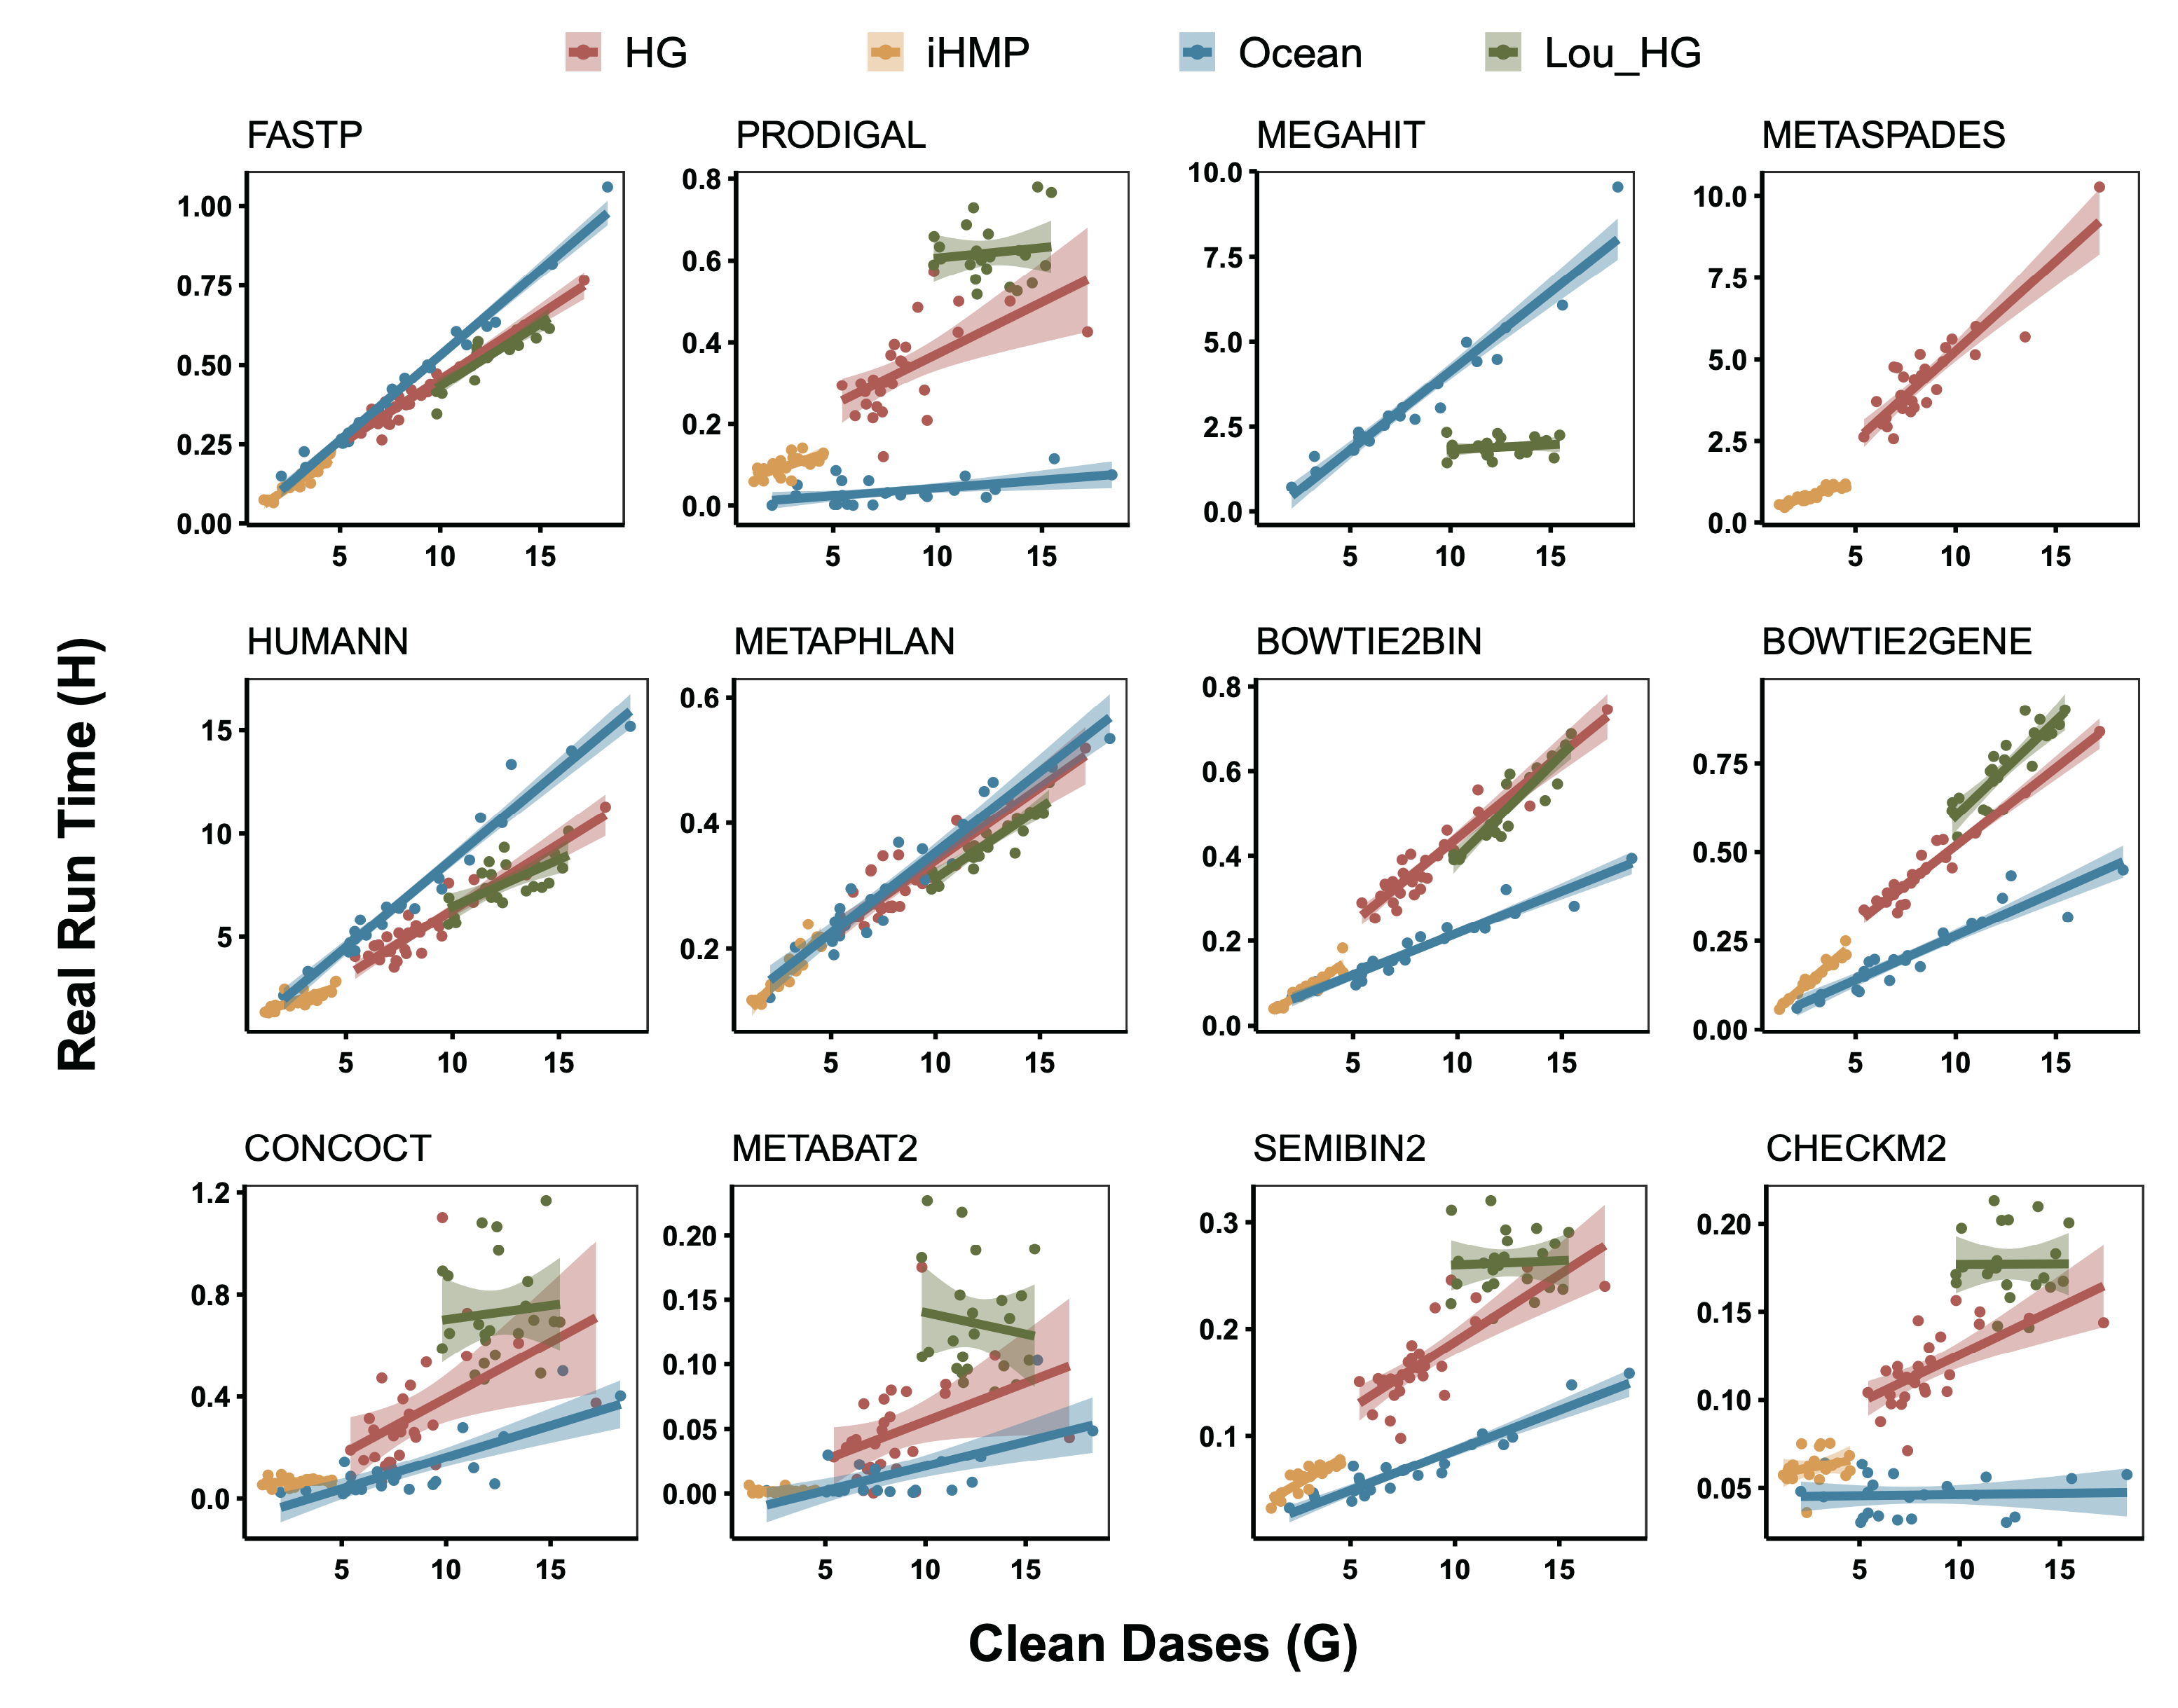 HG iHMP Ocean Lou_HG
FASTP PRODIGAL MEGAHIT METASPADES
1.00 0.75 0.50 0.25 0.00
5 10 15
0.8 0.6 0.4 0.2 0.0
5 10 15
10.0 7.5 5.0 2.5 0.0
5 10 15
10.0 7.5 5.0 2.5 0.0
5 10 15
Real Run Time (H)
HUMANN METAPHLAN BOWTIE2BIN BOWTIE2GENE
15 10 5
5 10 15
0.6 0.4 0.2
5 10 15
0.8 0.6 0.4 0.2 0.0
5 10 15
0.75 0.50 0.25 0.00
5 10 15
CONCOCT METABAT2 SEMIBIN2 CHECKM2
1.2 0.8 0.4 0.0
5 10 15
0.20 0.15 0.10 0.05 0.00
5 10 15
0.3 0.2 0.1
5 10 15
0.20 0.15 0.10 0.05
5 10 15
Clean Dases (G)